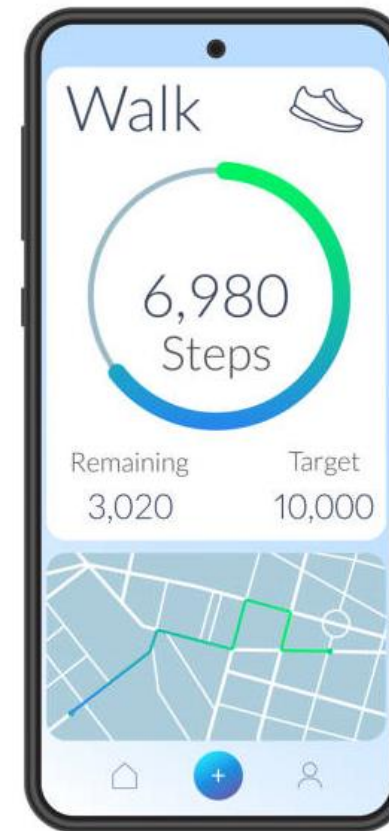 Walk
6,980
Steps
Remaining
Target
3,020
10,000
+